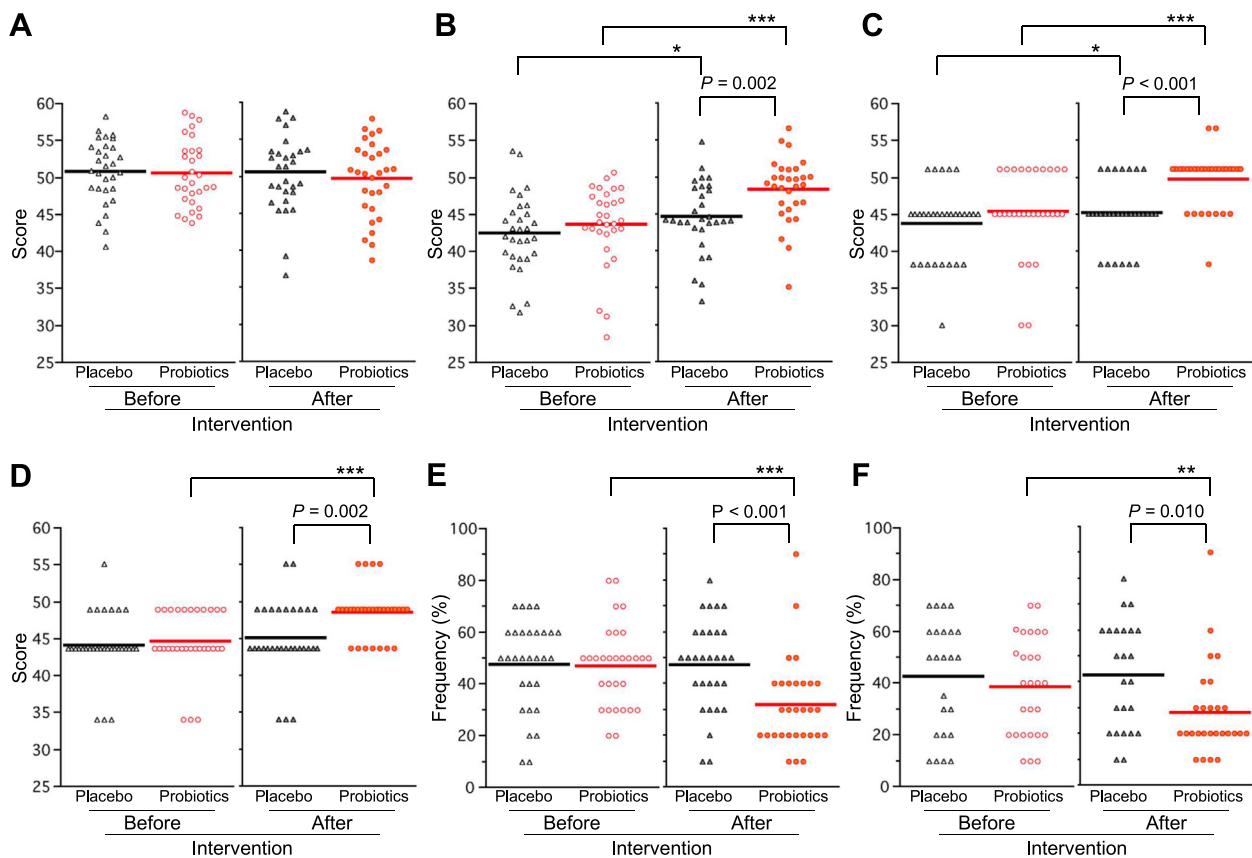 A
60
55
50
45
40
35
30
25
Score
Placebo Probiotics Placebo Probiotics
Before After
Intervention
B
***
*
P = 0.002
60
55
50
45
40
35
30
25
Score
Placebo Probiotics Placebo Probiotics
Before After
Intervention
C
***
*
P < 0.001
60
55
50
45
40
35
30
25
Score
Placebo Probiotics Placebo Probiotics
Before After
Intervention
D
***
P = 0.002
60
55
50
45
40
35
30
25
Score
Placebo Probiotics Placebo Probiotics
Before After
Intervention
E
***
P < 0.001
100
80
60
40
20
0
Frequency (%)
Placebo Probiotics Placebo Probiotics
Before After
Intervention
F
**
P = 0.010
100
80
60
40
20
0
Frequency (%)
Placebo Probiotics Placebo Probiotics
Before After
Intervention